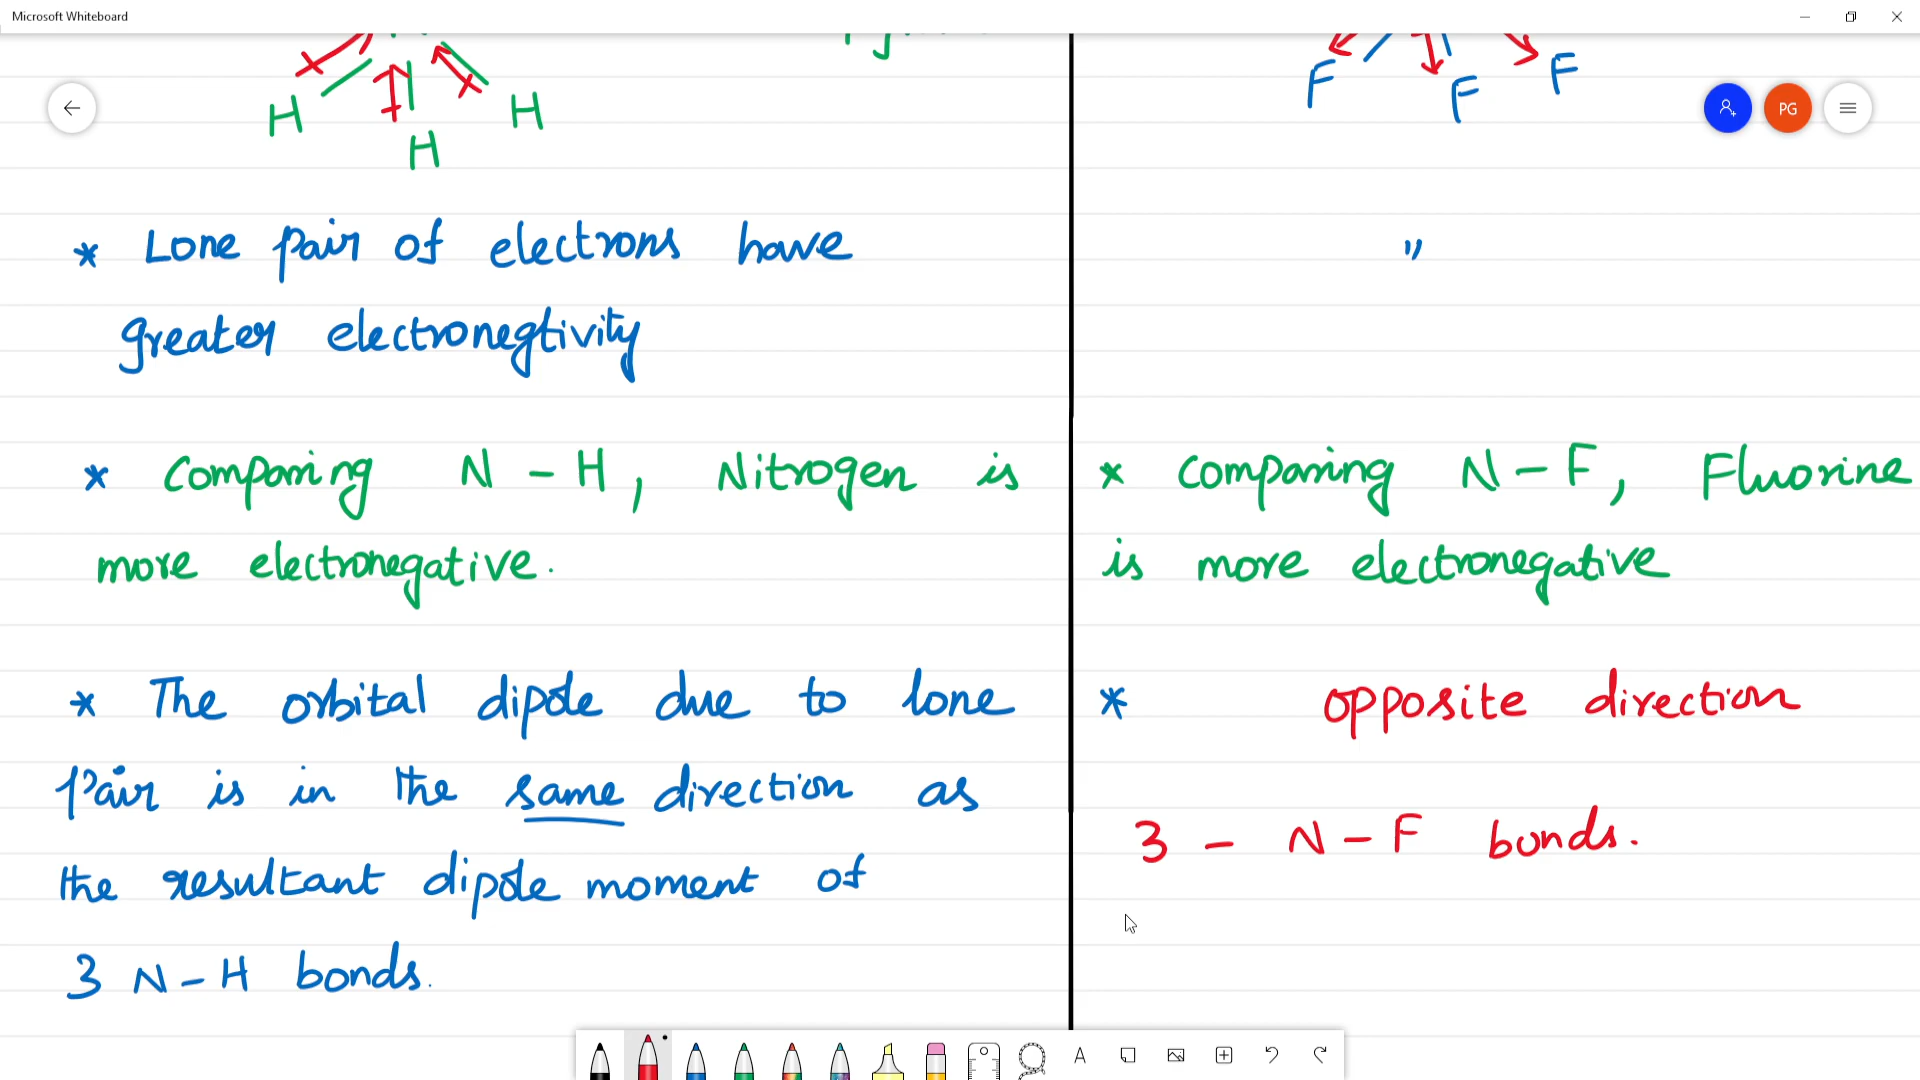 Microsoft Whiteboard
H
H
H
* Lone pair of electrons have
greater electronegtivity
* Comparing N - H, Nitrogen is
more electronegative.
* The orbital dipole due to lone
pair is in the same direction as
the resultant dipole moment of
3 N - H bonds.
F
F
F
"
* Comparing N - F, Fluorine
is more electronegative
* opposite direction
3 - N - F bonds.
PG
A